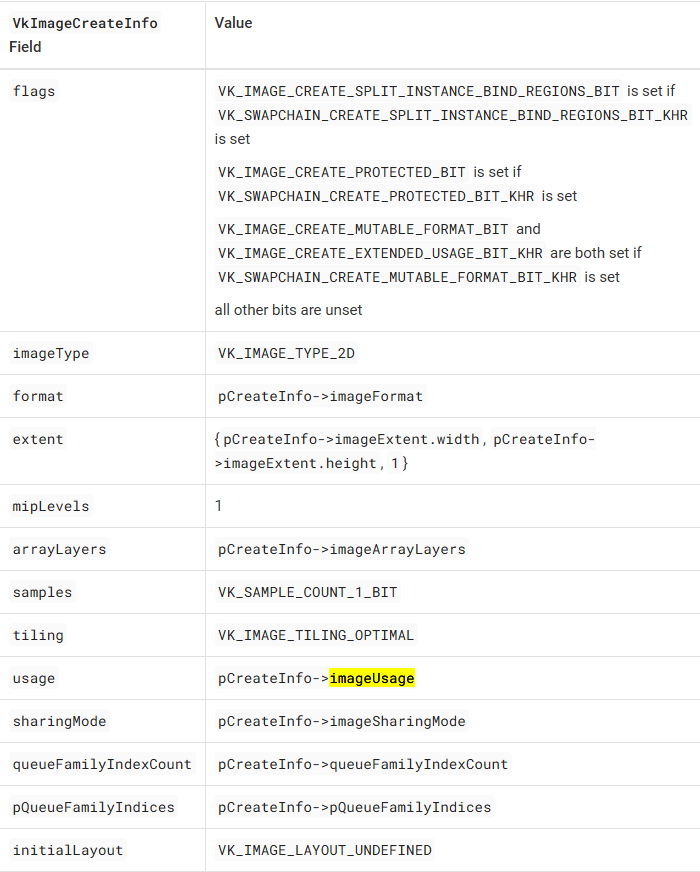 VkImageCreateInfo Value
Field
flags VK_IMAGE_CREATE_SPLIT_INSTANCE_BIND_REGIONS_BIT is set if
VK_SWAPCHAIN_CREATE_SPLIT_INSTANCE_BIND_REGIONS_BIT_KHR
is set
VK_IMAGE_CREATE_PROTECTED_BIT is set if
VK_SWAPCHAIN_CREATE_PROTECTED_BIT_KHR is set
VK_IMAGE_CREATE_MUTABLE_FORMAT_BIT and
VK_IMAGE_CREATE_EXTENDED_USAGE_BIT_KHR are both set if
VK_SWAPCHAIN_CREATE_MUTABLE_FORMAT_BIT_KHR is set
all other bits are unset
imageType VK_IMAGE_TYPE_2D
format pCreateInfo->imageFormat
extent { pCreateInfo->imageExtent.width, pCreateInfo-
>imageExtent.height, 1 }
mipLevels 1
arrayLayers pCreateInfo->imageArrayLayers
samples VK_SAMPLE_COUNT_1_BIT
tiling VK_IMAGE_TILING_OPTIMAL
usage pCreateInfo->imageUsage
sharingMode pCreateInfo->imageSharingMode
queueFamilyIndexCount pCreateInfo->queueFamilyIndexCount
pQueueFamilyIndices pCreateInfo->pQueueFamilyIndices
initialLayout VK_IMAGE_LAYOUT_UNDEFINED